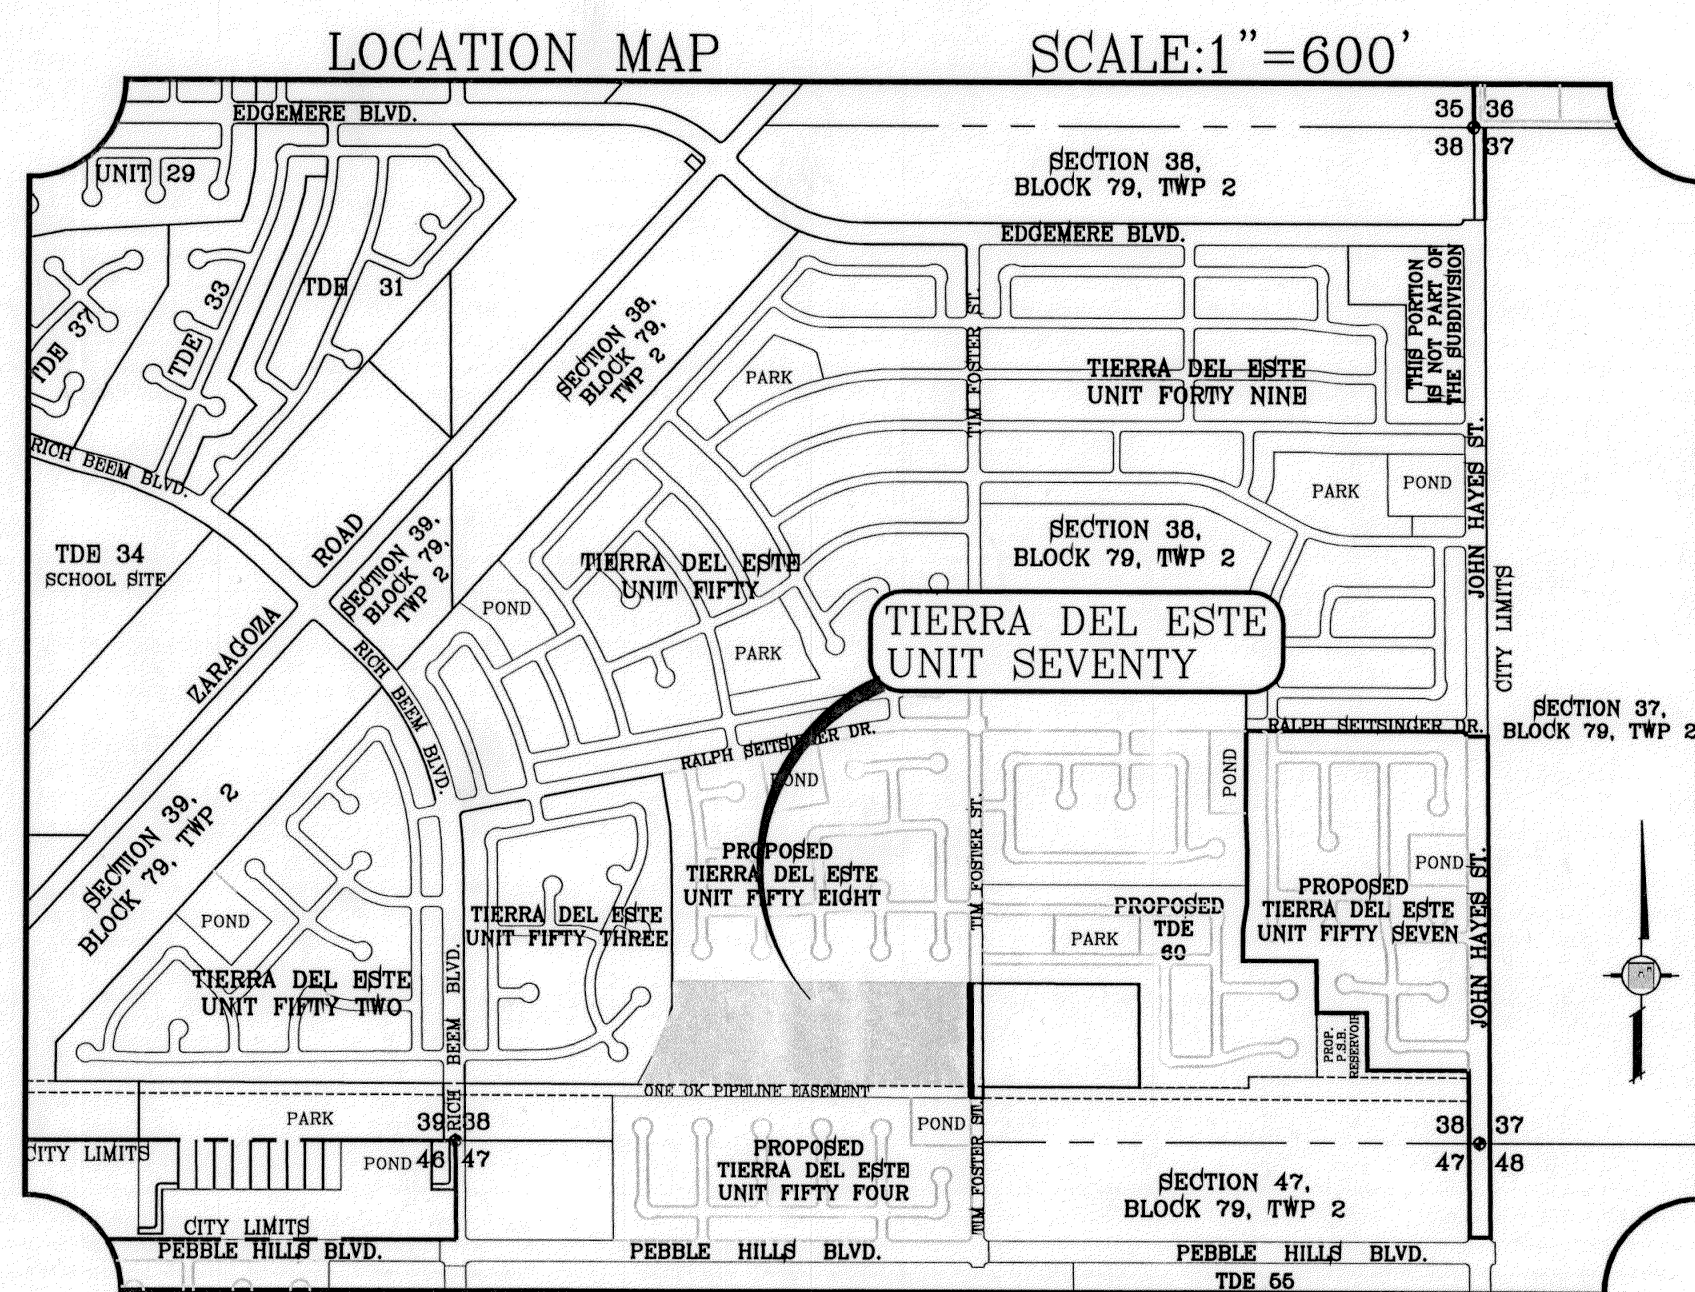 LOCATION MAP
SCALE:1"=600'
EDGEMERE BLVD.
35 36
38 37
UNIT 29
SECTION 38,
BLOCK 79, TWP 2
EDGEMERE BLVD.
TDE 31
TDE 33
TDE 37
SECTION 38,
BLOCK 79,
TWP 2
TIM FOSTER ST.
THIS PORTION
IS NOT PART OF
THE SUBDIVISION
PARK
TIERRA DEL ESTE
UNIT FORTY NINE
RICH BEEM BLVD.
PARK
POND
JOHN HAYES ST.
TDE 34
SCHOOL SITE
ZARAGOZA ROAD
SECTION 39,
BLOCK 79,
TWP 2
TIERRA DEL ESTE
UNIT FIFTY
SECTION 38,
BLOCK 79, TWP 2
POND
PARK
TIERRA DEL ESTE
UNIT SEVENTY
CITY LIMITS
RICH BEEM BLVD.
RALPH SEITSINGER DR.
RALPH SEITSINGER DR.
SECTION 37,
BLOCK 79, TWP 2
POND
POND
SECTION 39,
BLOCK 79, TWP 2
TIM FOSTER ST.
PROPOSED
TIERRA DEL ESTE
UNIT FIFTY EIGHT
POND
PROPOSED
TIERRA DEL ESTE
UNIT FIFTY SEVEN
JOHN HAYES ST.
POND
TIERRA DEL ESTE
UNIT FIFTY THREE
PROPOSED
TDE
60
PARK
TIERRA DEL ESTE
UNIT FIFTY TWO
RICH BEEM BLVD.
PROP.
P.S.B.
RESERVOIR
ONE OK PIPELINE EASEMENT
PARK
39 38
46 47
POND
38 37
47 48
CITY LIMITS
POND
PROPOSED
TIERRA DEL ESTE
UNIT FIFTY FOUR
TIM FOSTER ST.
SECTION 47,
BLOCK 79, TWP 2
CITY LIMITS
PEBBLE HILLS BLVD.
PEBBLE HILLS BLVD.
PEBBLE HILLS BLVD.
TDE 55